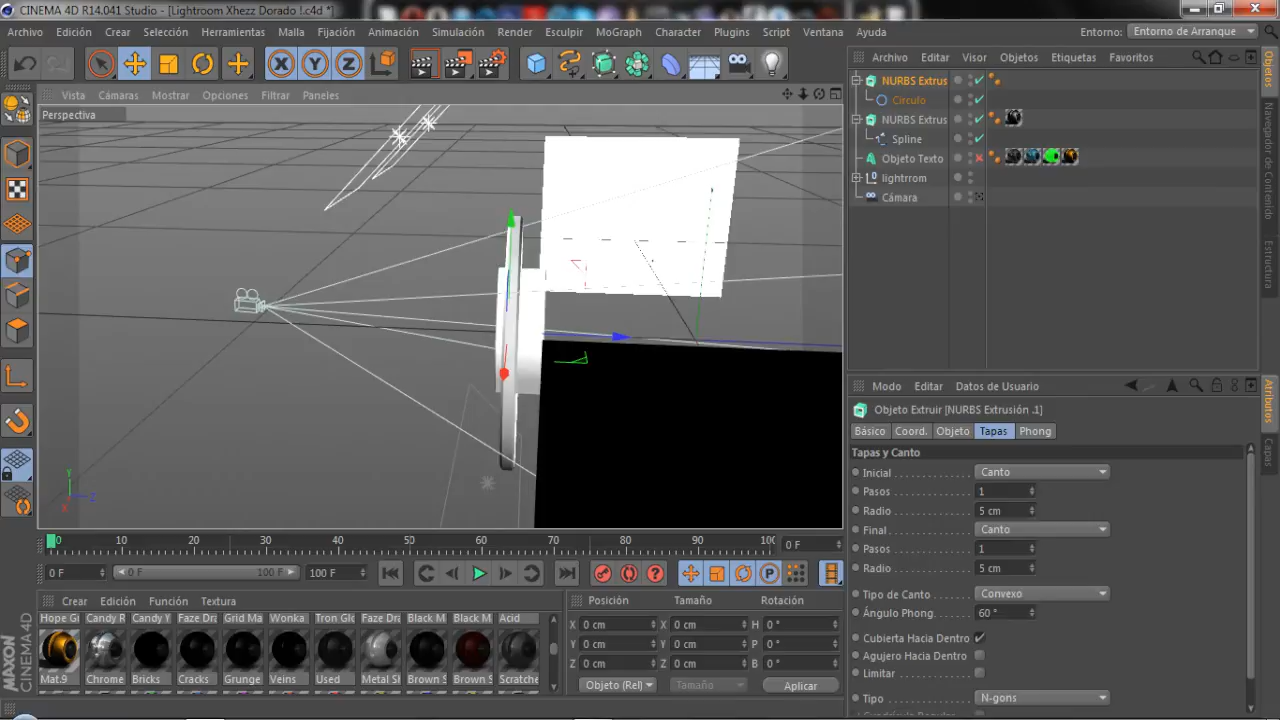 CINEMA 4D R14.041 Studio - [Lightroom Xhezz Dorado !.c4d *]
Archivo Edición Crear Selección Herramientas Malla Fijación Animación Simulación Render Esculpir MoGraph Character Plugins Script Ventana Ayuda Entorno: Entorno de Arranque
X Y Z
Vista Cámaras Mostrar Opciones Filtrar Paneles
Perspectiva
Y
Z
X
Archivo Editar Visor Objetos Etiquetas Favoritos
NURBS Extrus
Círculo
NURBS Extrus
Spline
Objeto Texto
lightrrom
Cámara
Objetos
Navegador de Contenido
Estructura
Modo Editar Datos de Usuario
Objeto Extruir [NURBS Extrusión .1]
Básico Coord. Objeto Tapas Phong
Tapas y Canto
Inicial Canto
Pasos 1
Radio 5 cm
Final Canto
Pasos 1
Radio 5 cm
Tipo de Canto Convexo
Ángulo Phong 60 °
Cubierta Hacia Dentro
Agujero Hacia Dentro
Limitar
Tipo N-gons
Atributos
Capas
0 10 20 30 40 50 60 70 80 90 100 0 F
0 F 0 F 100 F 100 F
P
Crear Edición Función Textura
Hope Gi Candy R Candy Y Faze Dra Grid Ma Wonka Tron Glo Faze Dra Black M Black M Acid
Mat.9 Chrome Bricks Cracks Grunge Veins Used Metal Sh Brown S Brown S Scratche
Posición Tamaño Rotación
X 0 cm X 0 cm H 0 °
Y 0 cm Y 0 cm P 0 °
Z 0 cm Z 0 cm B 0 °
Objeto (Rel) Tamaño Aplicar
MAXON
CINEMA 4D